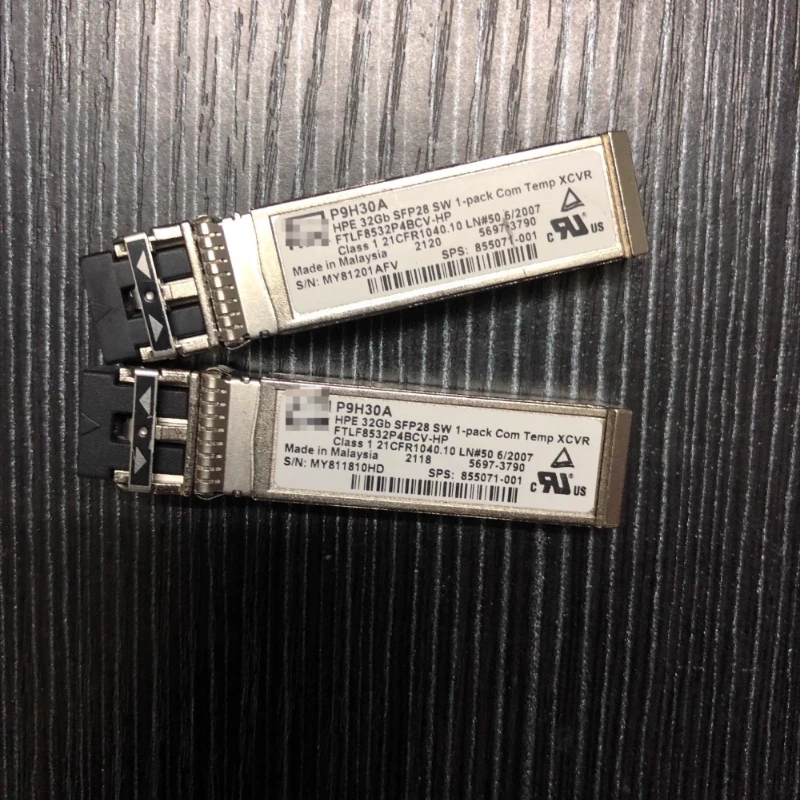 P9H30A
HPE 32Gb SFP28 SW 1-pack Com Temp XCVR
FTLF8532P4BCV-HP
Class 1 21CFR1040.10 LN#50 6/2007
Made in Malaysia 2120 5697-3790
S/N: MY81201AFV SPS: 855071-001
C US
P9H30A
HPE 32Gb SFP28 SW 1-pack Com Temp XCVR
FTLF8532P4BCV-HP
Class 1 21CFR1040.10 LN#50 6/2007
Made in Malaysia 2118 5697-3790
S/N: MY811810HD SPS: 855071-001
C US